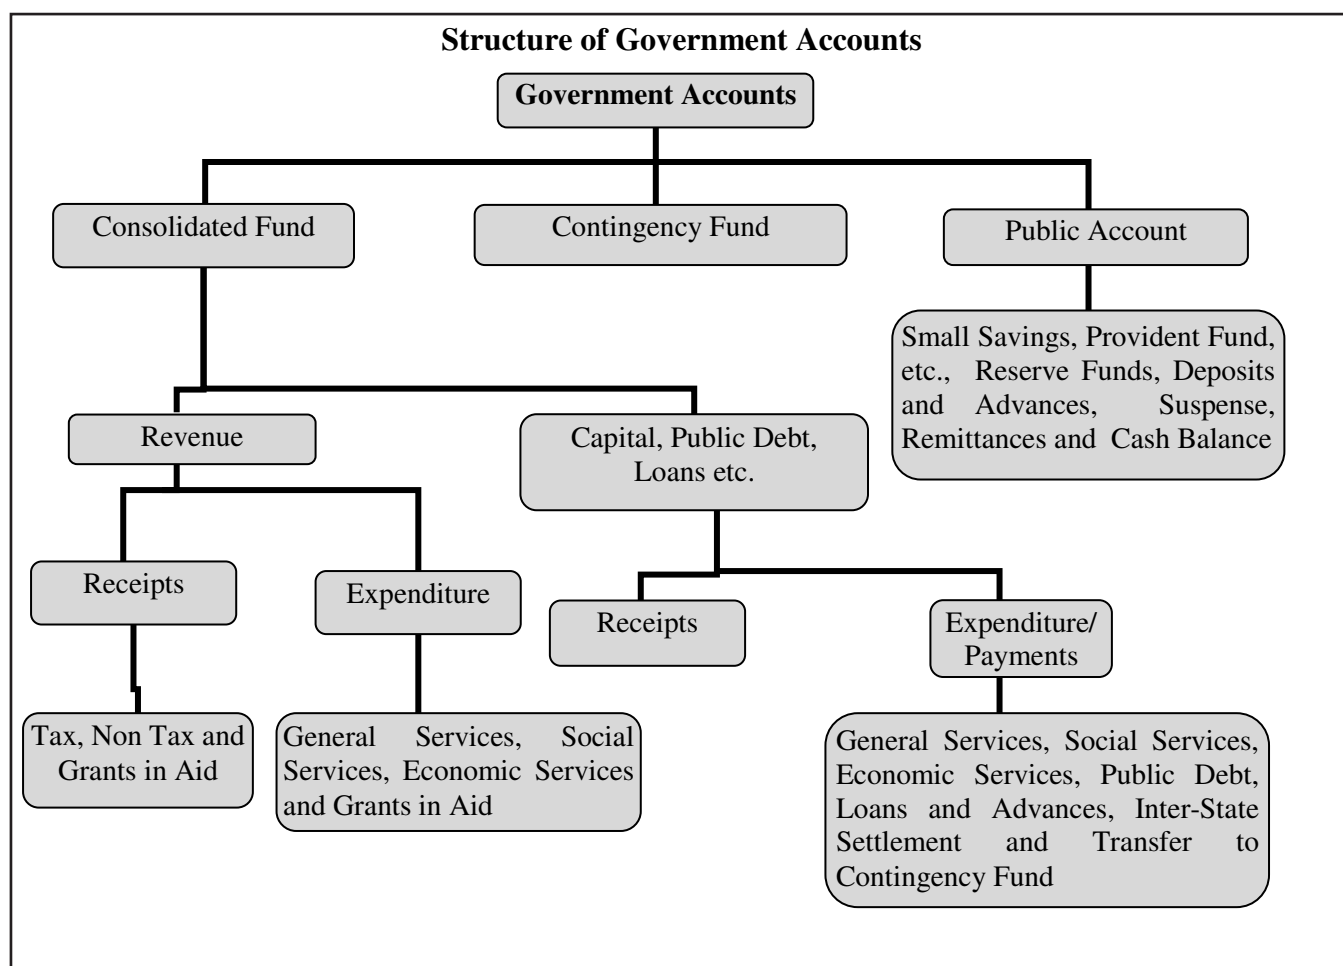 Structure of Government Accounts
Government Accounts
Consolidated Fund
Contingency Fund
Public Account
Small Savings, Provident Fund,
etc., Reserve Funds, Deposits
and Advances, Suspense,
Remittances and Cash Balance
Revenue
Capital, Public Debt,
Loans etc.
Receipts
Expenditure
Receipts
Expenditure/
Payments
Tax, Non Tax and
Grants in Aid
General Services, Social
Services, Economic Services
and Grants in Aid
General Services, Social Services,
Economic Services, Public Debt,
Loans and Advances, Inter-State
Settlement and Transfer to
Contingency Fund